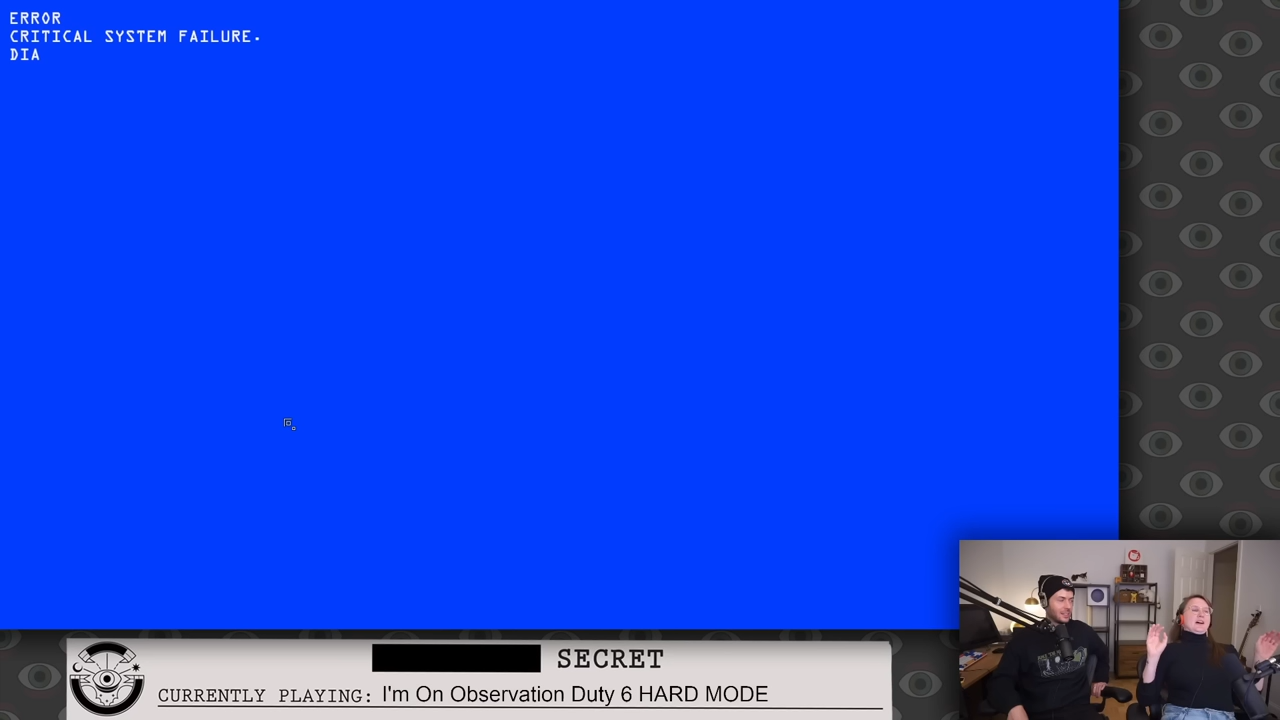 ERROR
CRITICAL SYSTEM FAILURE.
DIA
SECRET
CURRENTLY PLAYING: I'm On Observation Duty 6 HARD MODE